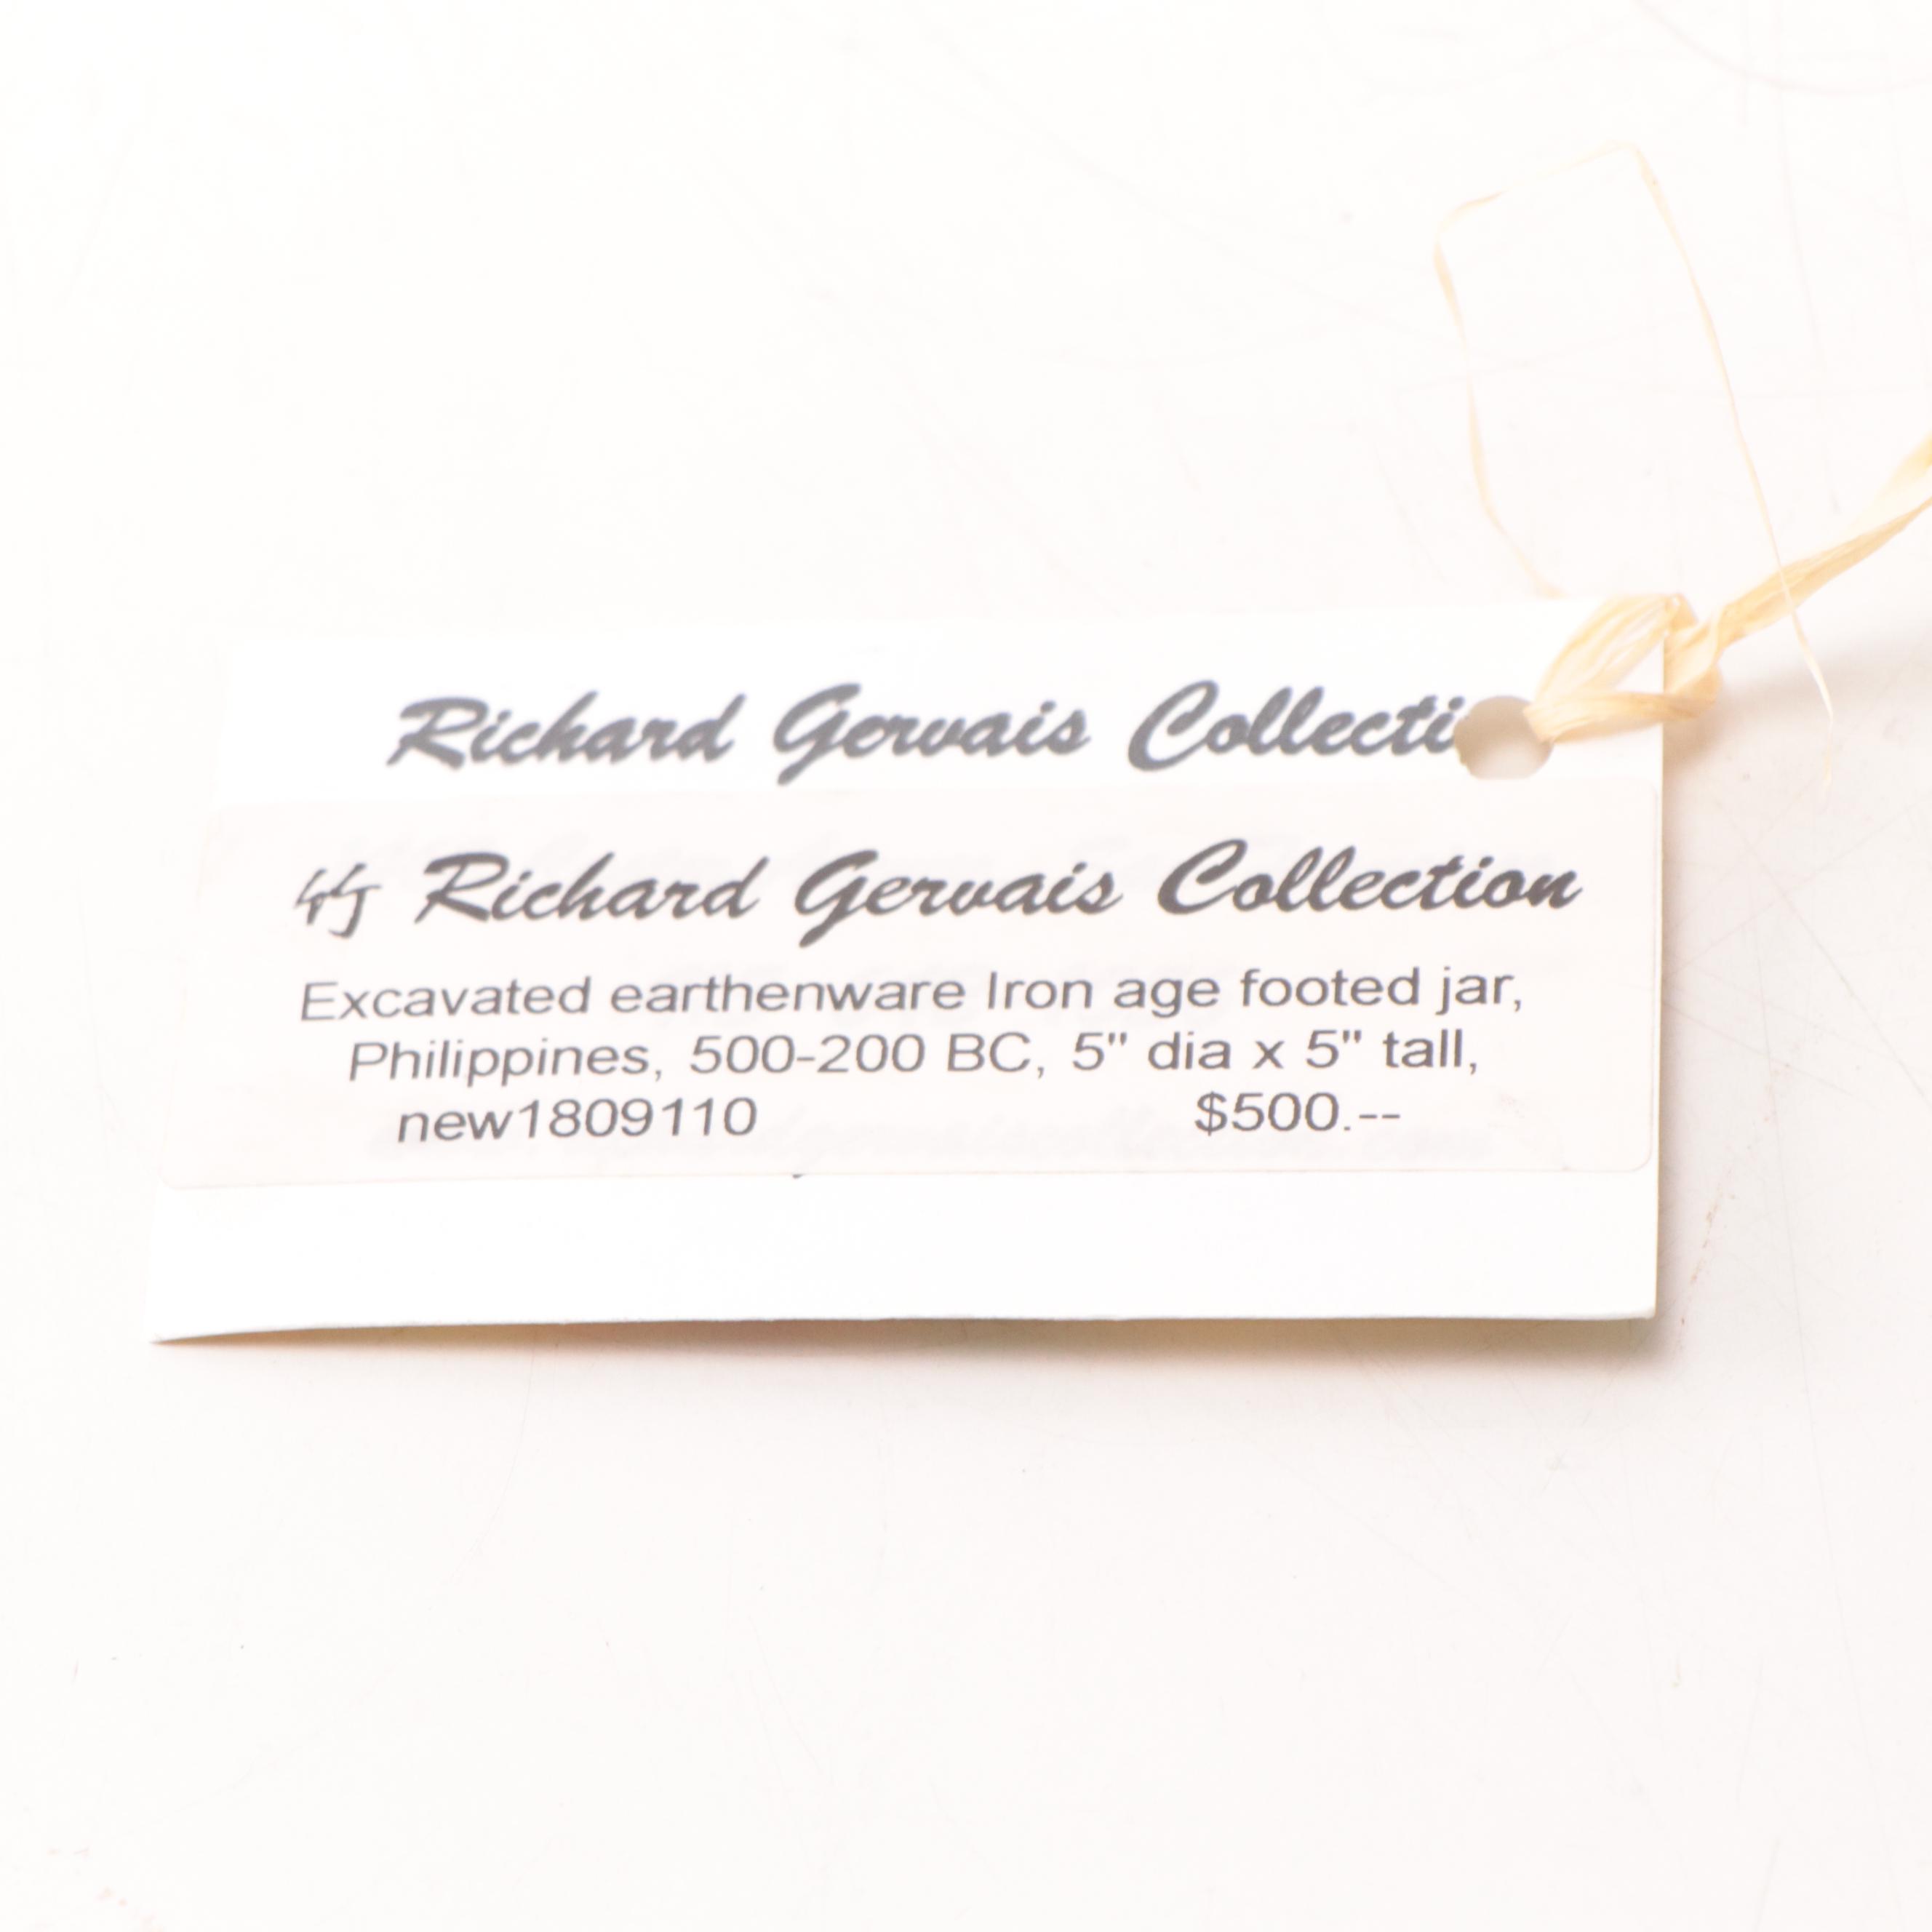 Richard Gervais Collecti
竹 Richard Gervais Collection
Excavated earthenware Iron age footed jar,
Philippines, 500-200 BC, 5" dia x 5" tall,
new1809110 $500.--